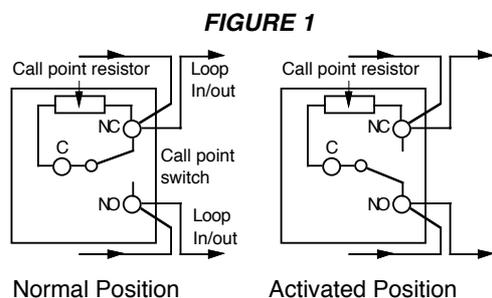 FIGURE 1
Call point resistor
Loop
In/out
NC
C
Call point
switch
NO
Loop
In/out
Normal Position
Call point resistor
NC
C
NO
Activated Position